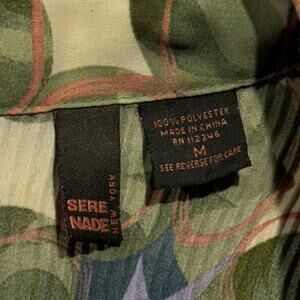 SERE
NADE
NEW YORK
100% POLYESTER
MADE IN CHINA
RN 112246
M
SEE REVERSE FOR CARE